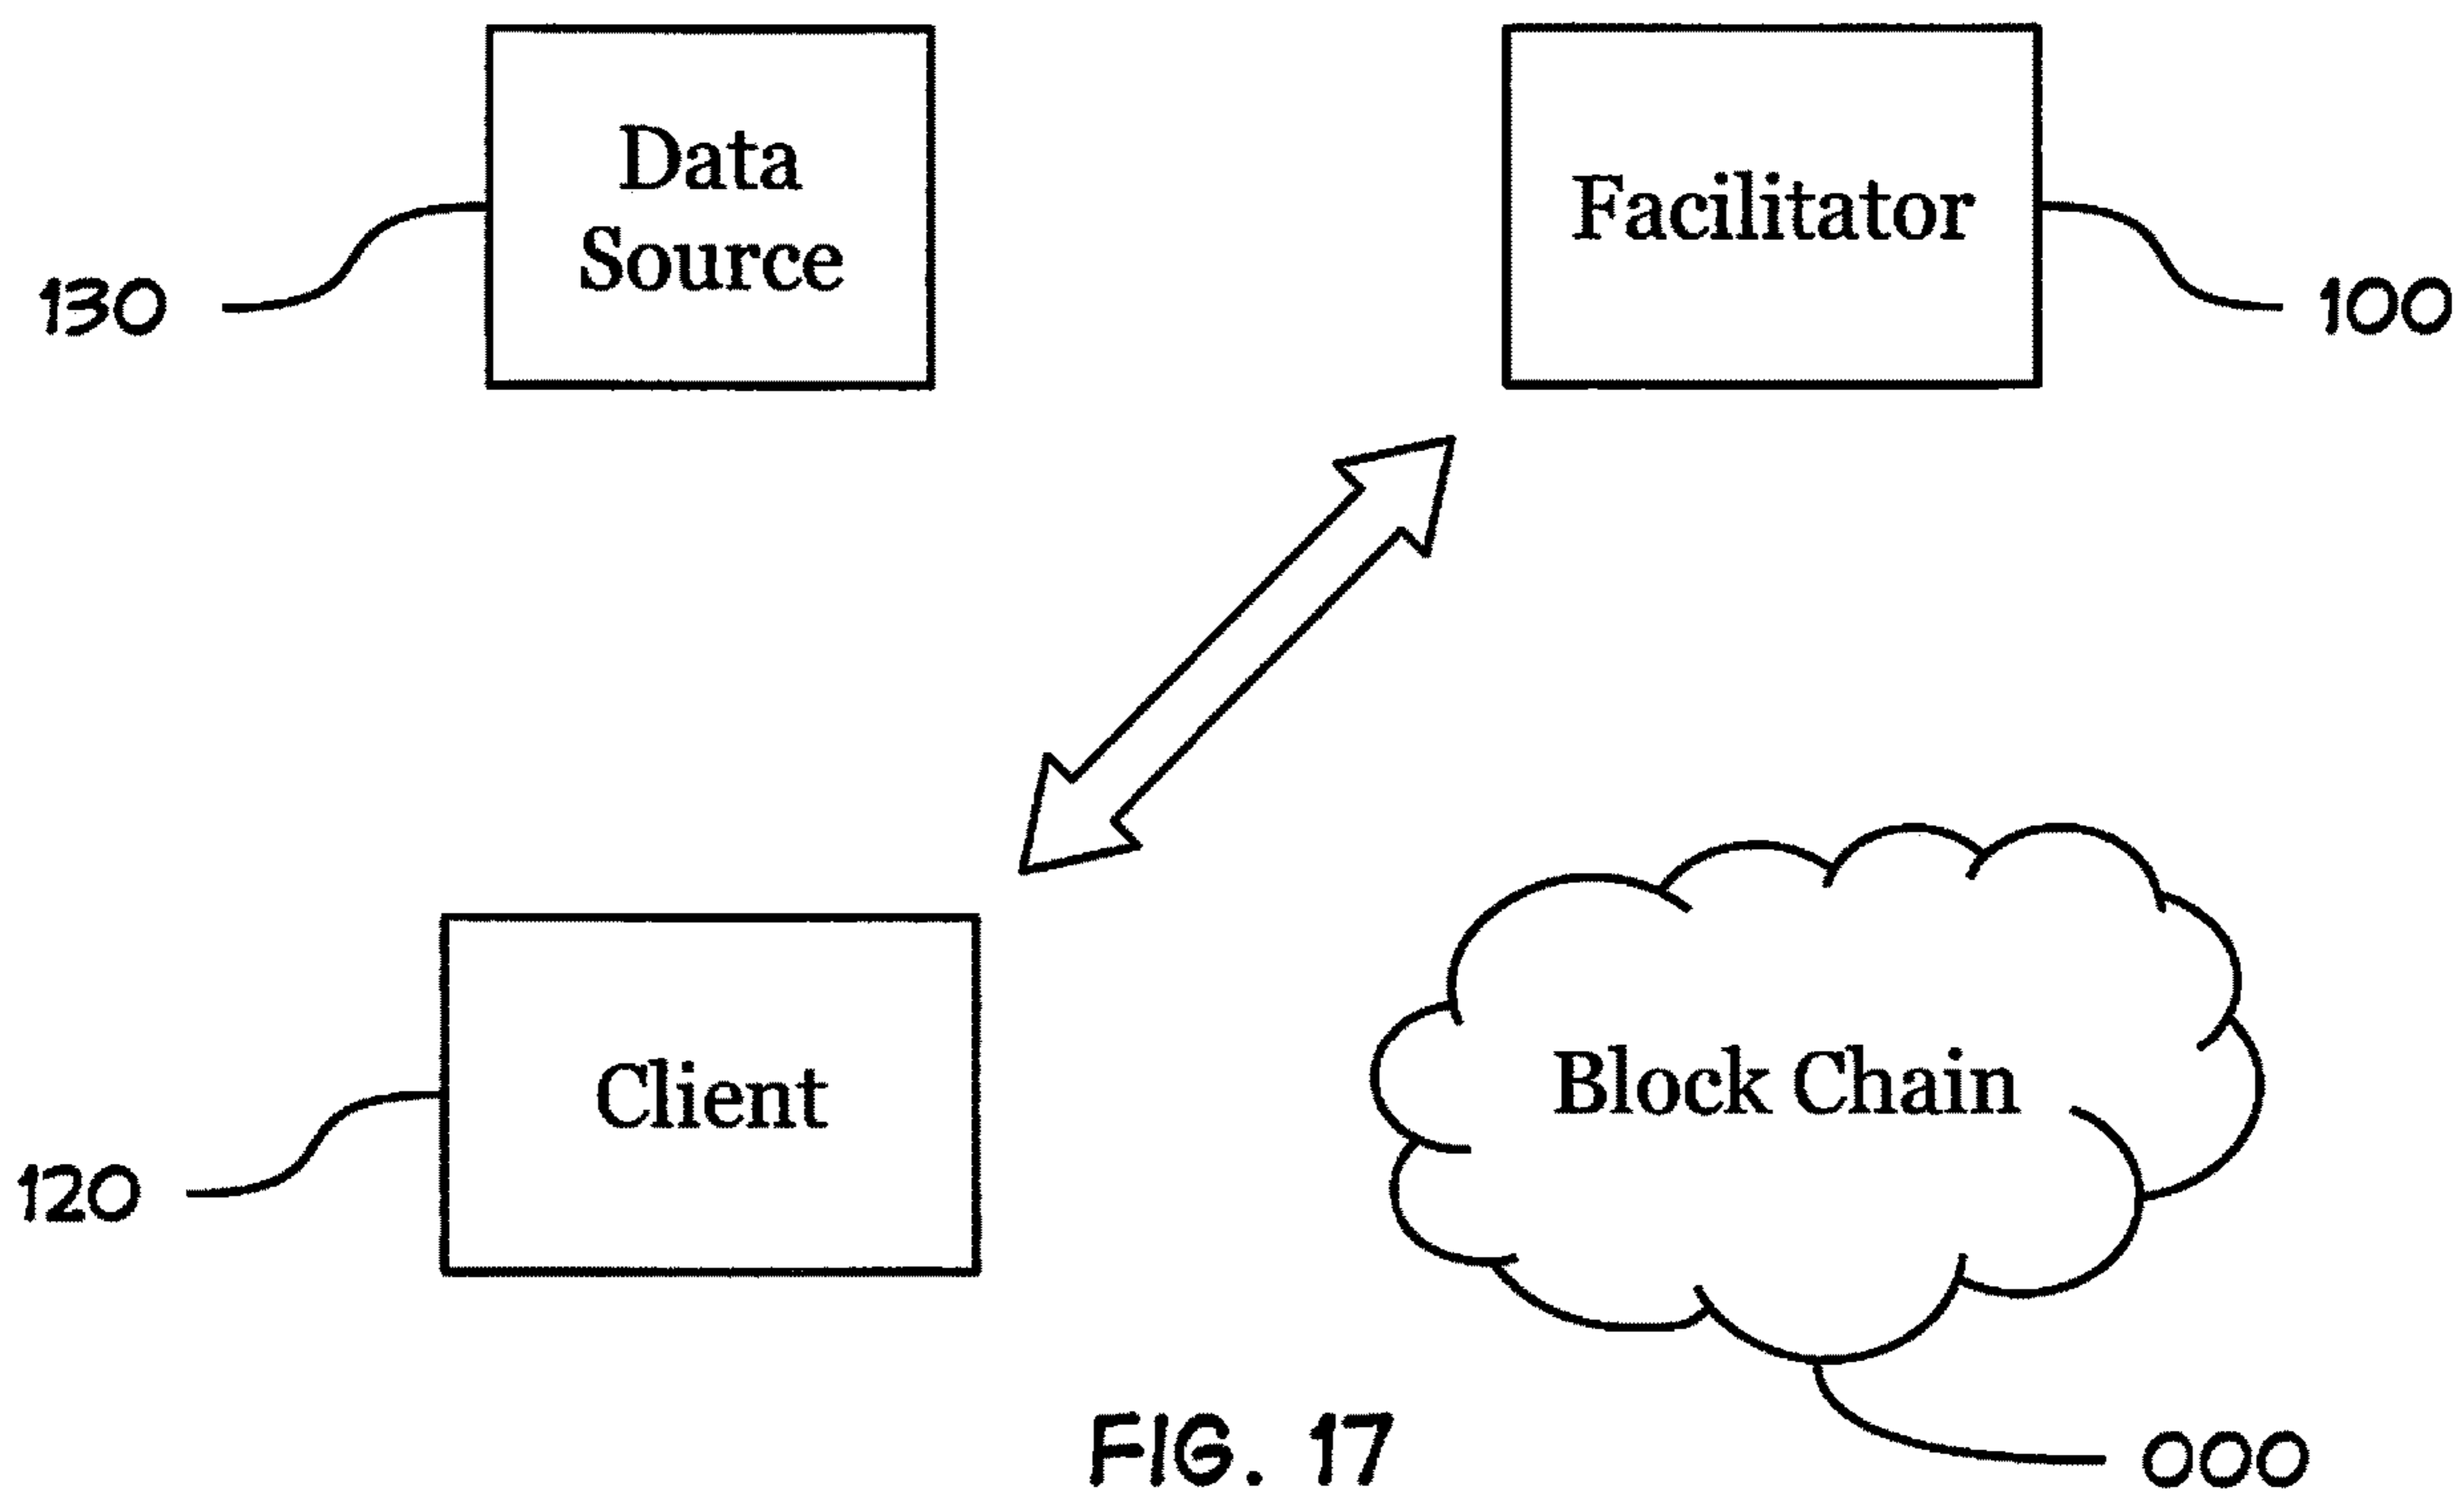 Data
Source
Facilitator
130
100
Client
Block Chain
120
FIG. 17
000